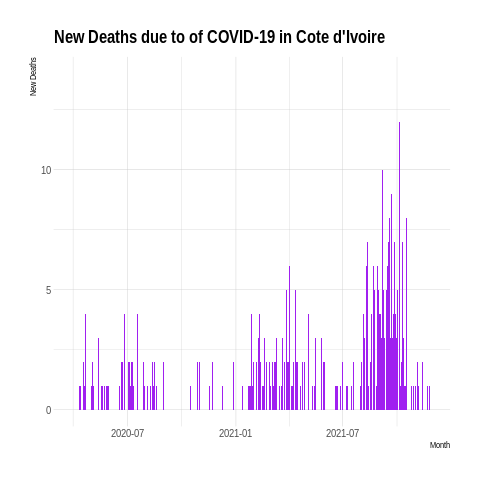 New Deaths due to of COVID-19 in Cote d'Ivoire
New Deaths
10
5
0
2020-07 2021-01 2021-07
Month